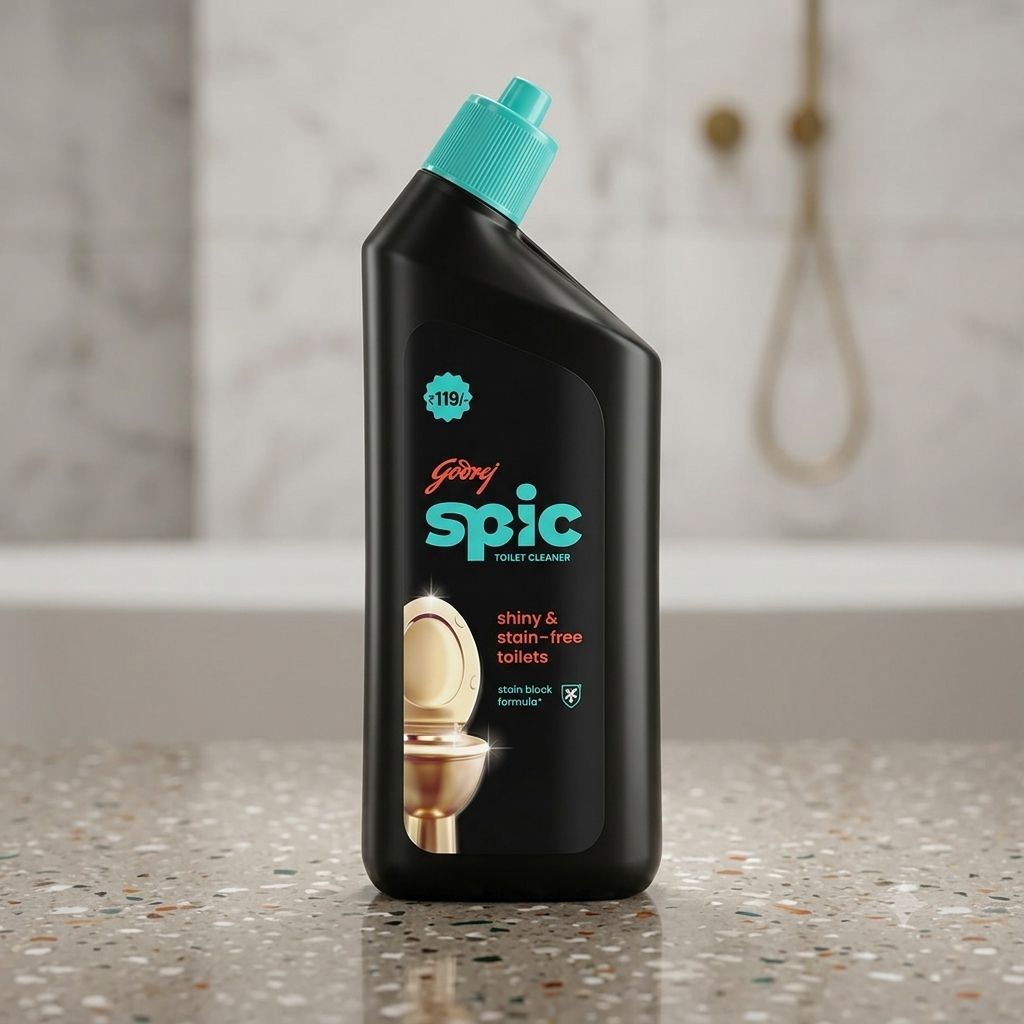 ₹119/-
Godrej
spic
TOILET CLEANER
shiny &
stain-free
toilets
stain block
formula*